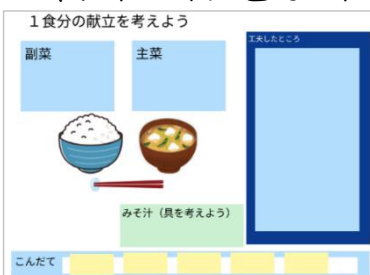 １食分の献立を考えよう
副菜
主菜
工夫したところ
みそ汁（具を考えよう）
こんだて